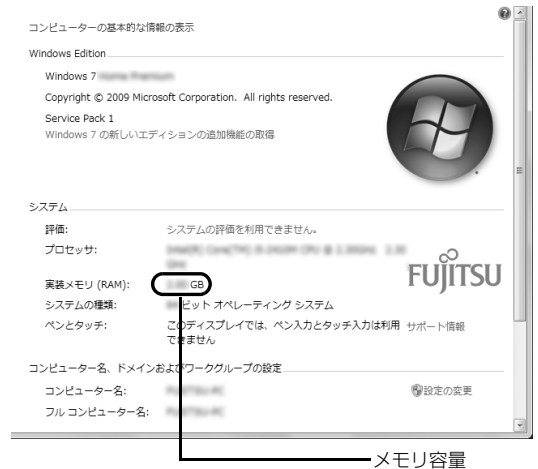 コンピューターの基本的な情報の表示
Windows Edition
Windows 7
Copyright © 2009 Microsoft Corporation. All rights reserved.
Service Pack 1
Windows 7 の新しいエディションの追加機能の取得
システム
評価: システムの評価を利用できません。
プロセッサ:
実装メモリ (RAM): GB
システムの種類: ビット オペレーティング システム
ペンとタッチ: このディスプレイでは、ペン入力とタッチ入力は利用できません
FUJITSU
サポート情報
コンピューター名、ドメインおよびワークグループの設定
コンピューター名:
設定の変更
フル コンピューター名:
メモリ容量